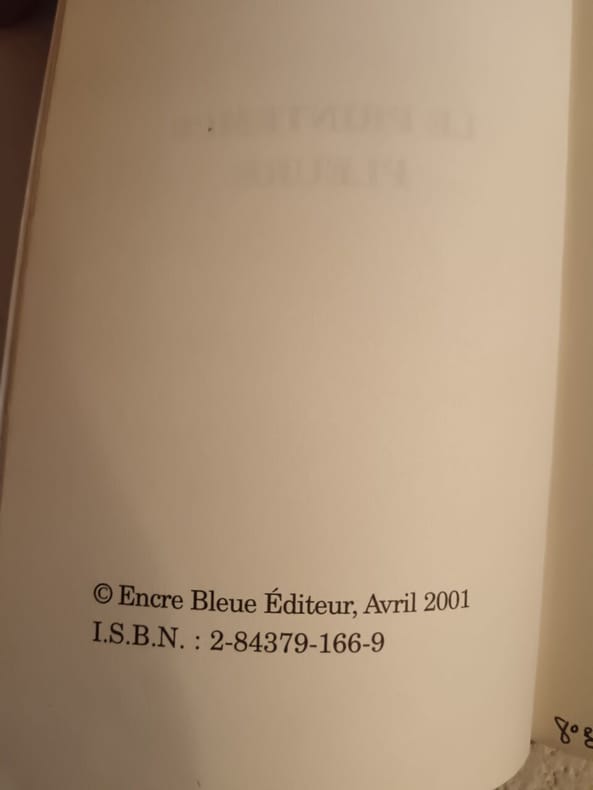 © Encre Bleue Éditeur, Avril 2001
I.S.B.N. : 2-84379-166-9